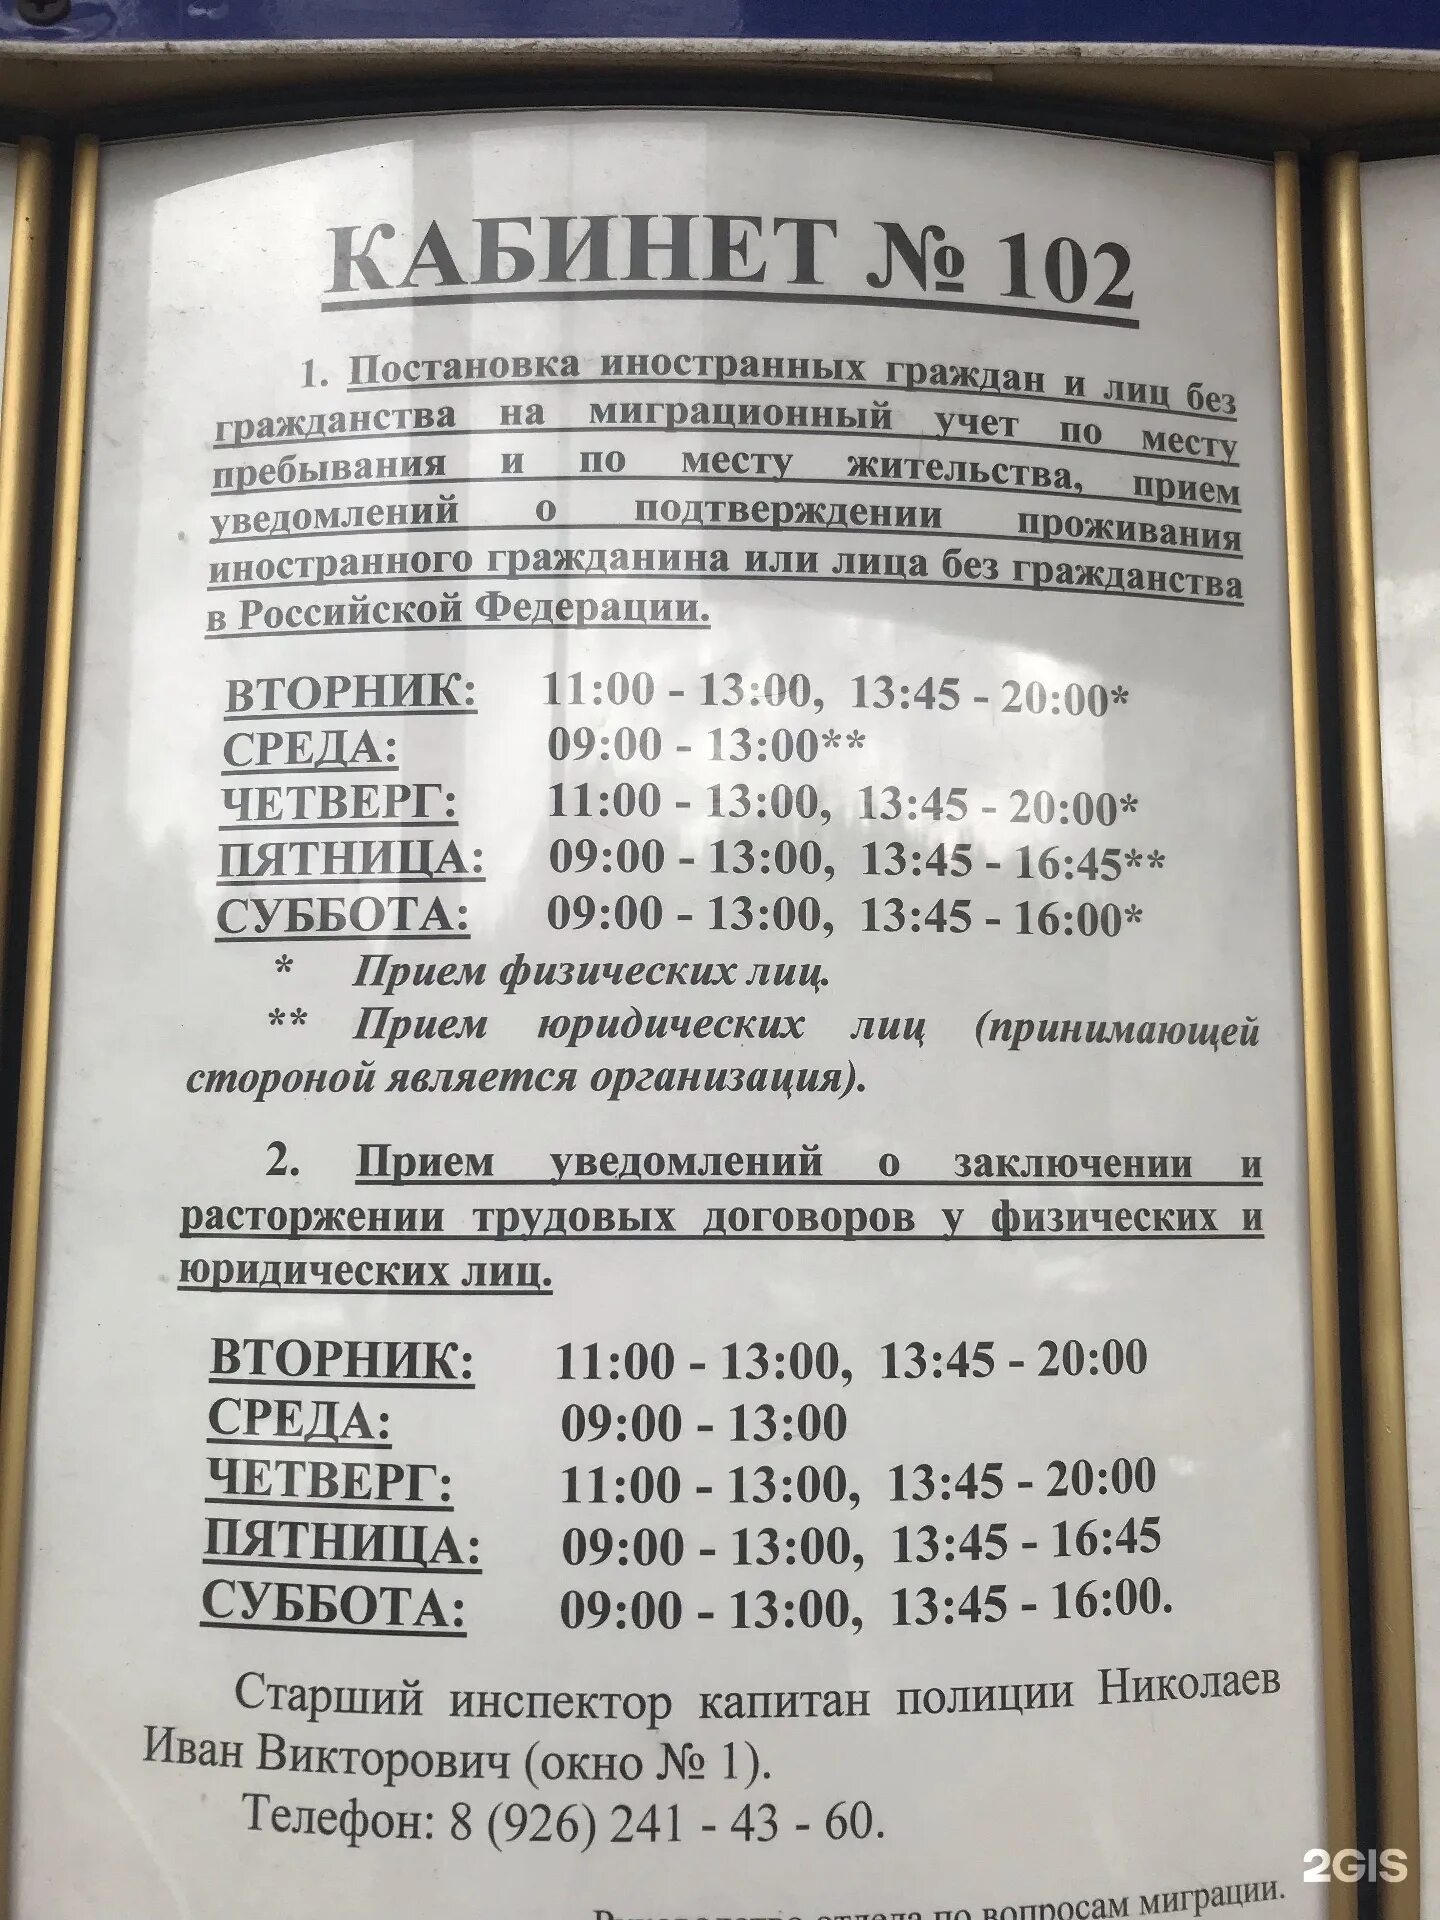 КАБИНЕТ № 102
1. Постановка иностранных граждан и лиц без
гражданства на миграционный учет по месту
пребывания и по месту жительства, прием
уведомлений о подтверждении проживания
иностранного гражданина или лица без гражданства
в Российской Федерации.
ВТОРНИК: 11:00 - 13:00, 13:45 - 20:00*
СРЕДА: 09:00 - 13:00**
ЧЕТВЕРГ: 11:00 - 13:00, 13:45 - 20:00*
ПЯТНИЦА: 09:00 - 13:00, 13:45 - 16:45**
СУББОТА: 09:00 - 13:00, 13:45 - 16:00*
* Прием физических лиц.
** Прием юридических лиц (принимающей
стороной является организация).
2. Прием уведомлений о заключении и
расторжении трудовых договоров у физических и
юридических лиц.
ВТОРНИК: 11:00 - 13:00, 13:45 - 20:00
СРЕДА: 09:00 - 13:00
ЧЕТВЕРГ: 11:00 - 13:00, 13:45 - 20:00
ПЯТНИЦА: 09:00 - 13:00, 13:45 - 16:45
СУББОТА: 09:00 - 13:00, 13:45 - 16:00.
Старший инспектор капитан полиции Николаев
Иван Викторович (окно № 1).
Телефон: 8 (926) 241 - 43 - 60.
отдела по вопросам миграции.
2GIS